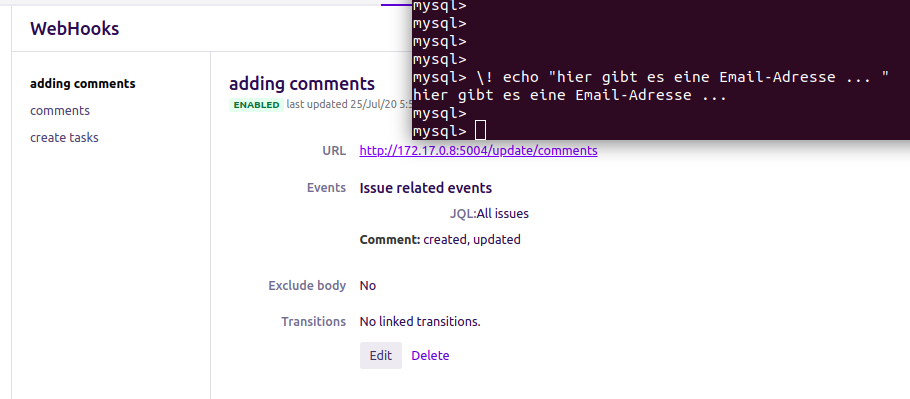 WebHooks
adding comments
comments
create tasks
adding comments
ENABLED last updated 25/Jul/20 5:5
URL http://172.17.0.8:5004/update/comments
Events Issue related events
JQL:All issues
Comment: created, updated
Exclude body No
Transitions No linked transitions.
Edit Delete
mysql>
mysql>
mysql>
mysql>
mysql> \! echo "hier gibt es eine Email-Adresse ... "
hier gibt es eine Email-Adresse ...
mysql>
mysql>